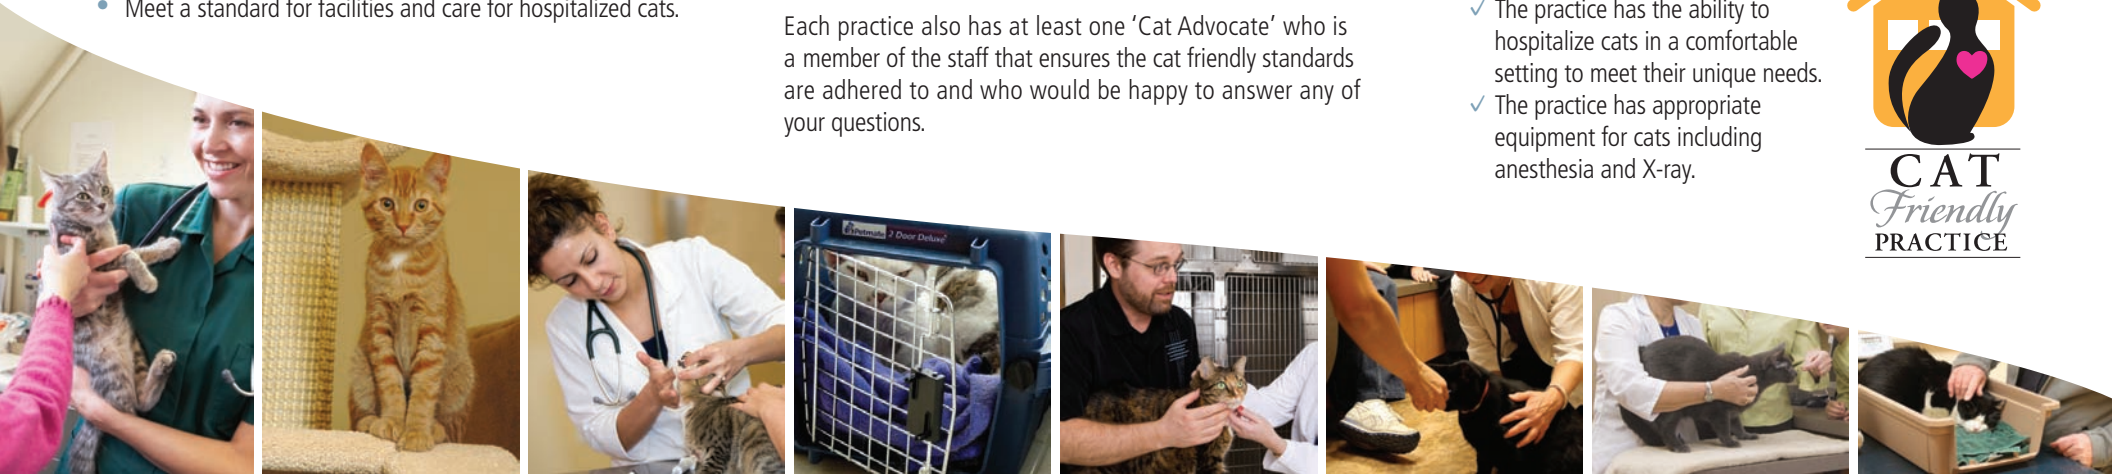 • Meet a standard for facilities and care for hospitalized cats.
Each practice also has at least one ‘Cat Advocate’ who is
a member of the staff that ensures the cat friendly standards
are adhered to and who would be happy to answer any of
your questions.
✓ The practice has the ability to
hospitalize cats in a comfortable
setting to meet their unique needs.
✓ The practice has appropriate
equipment for cats including
anesthesia and X-ray.
CAT
Friendly
PRACTICE
Petmate 2 Door Deluxe